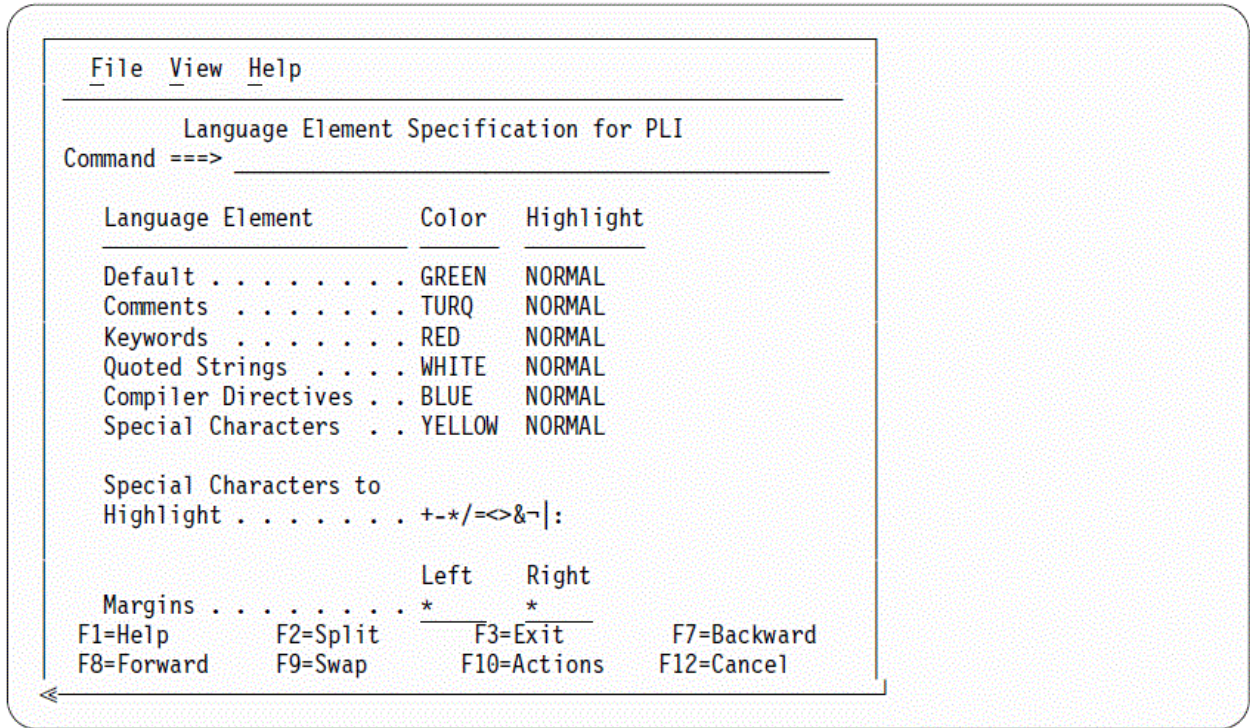 File View Help
Language Element Specification for PLI
Command ===>
Language Element Color Highlight
Default . . . . . . . . GREEN NORMAL
Comments . . . . . . . TURQ NORMAL
Keywords . . . . . . . RED NORMAL
Quoted Strings . . . . WHITE NORMAL
Compiler Directives . . BLUE NORMAL
Special Characters . . YELLOW NORMAL
Special Characters to
Highlight . . . . . . . +-*/=<>&¬|:
Left Right
Margins . . . . . . . . * *
F1=Help F2=Split F3=Exit F7=Backward
F8=Forward F9=Swap F10=Actions F12=Cancel